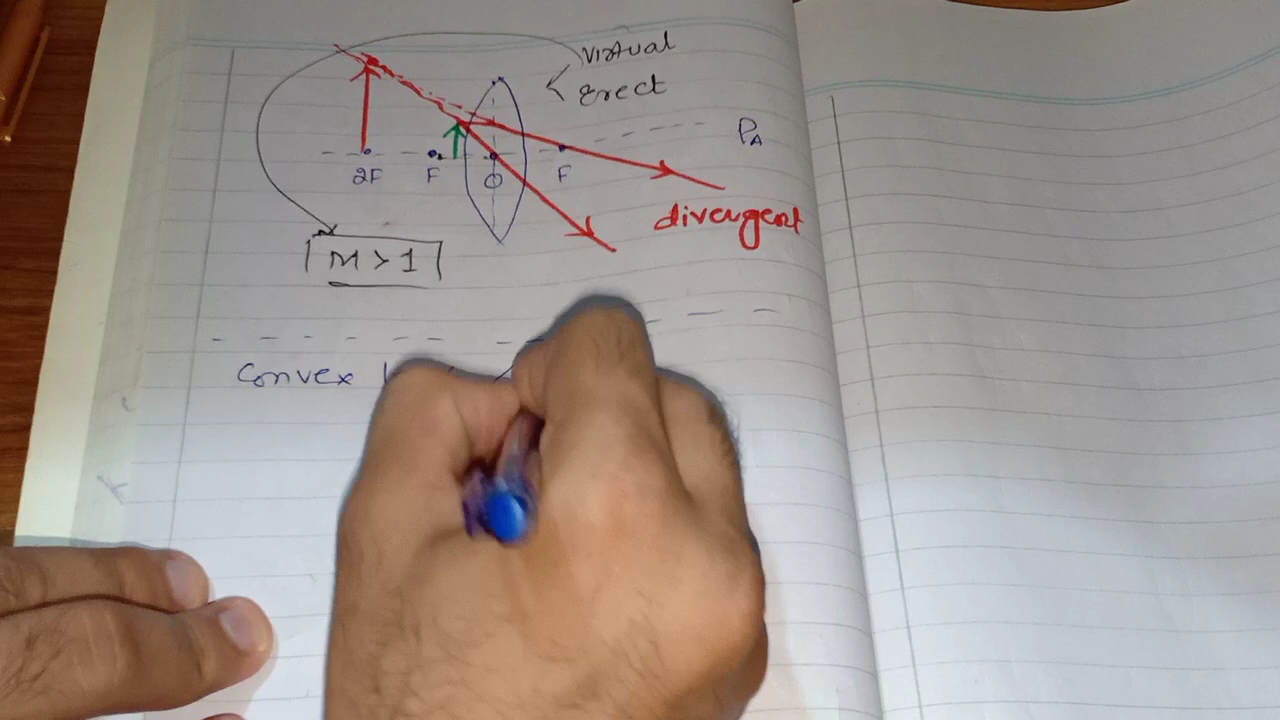 Virtual
Erect
PA
2F F O F
divergent
M > 1
Convex